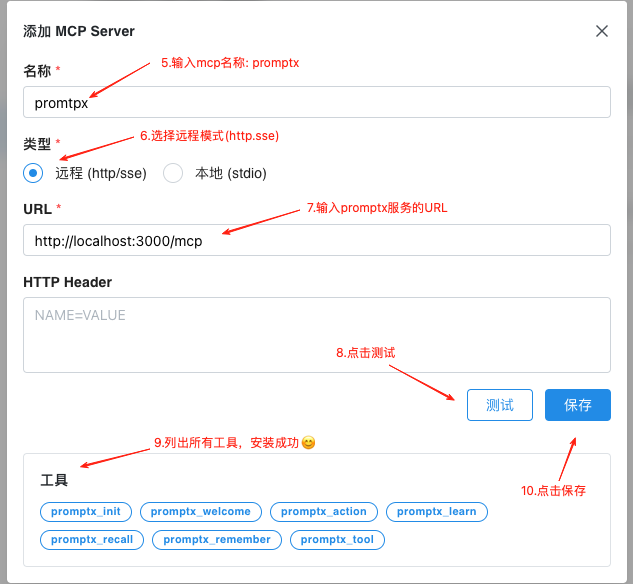 添加 MCP Server
5.输入mcp名称: promptx
名称 *
promtpx
6.选择远程模式(http.sse)
类型 *
远程 (http/sse) 本地 (stdio)
7.输入promptx服务的URL
URL *
http://localhost:3000/mcp
HTTP Header
NAME=VALUE
8.点击测试
测试 保存
9.列出所有工具，安装成功😊
工具
10.点击保存
promptx_init promptx_welcome promptx_action promptx_learn
promptx_recall promptx_remember promptx_tool